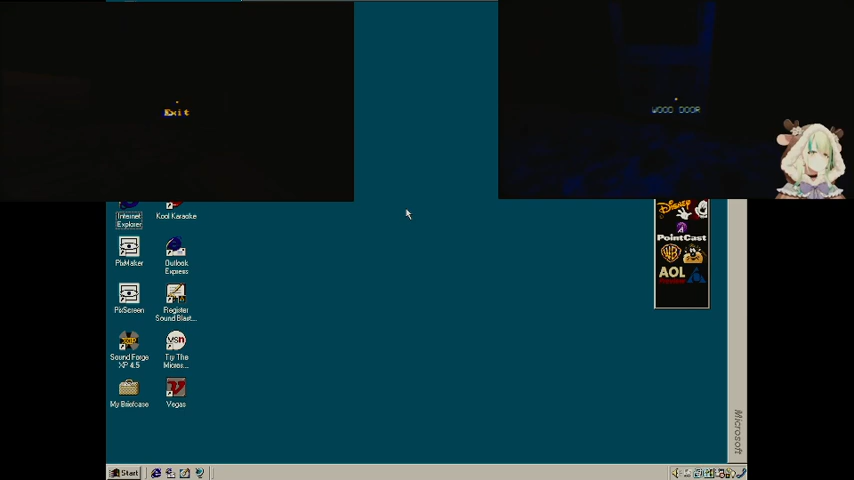 Exit
WOOD DOOR
Internet
Explorer
Kool Karaoke
PixMaker
Outlook
Express
PixScreen
Register
Sound Blast...
Sound Forge
XP 4.5
Try The
Micros...
My Briefcase
Vegas
Disney
PointCast
WB
AOL
Microsoft
Start